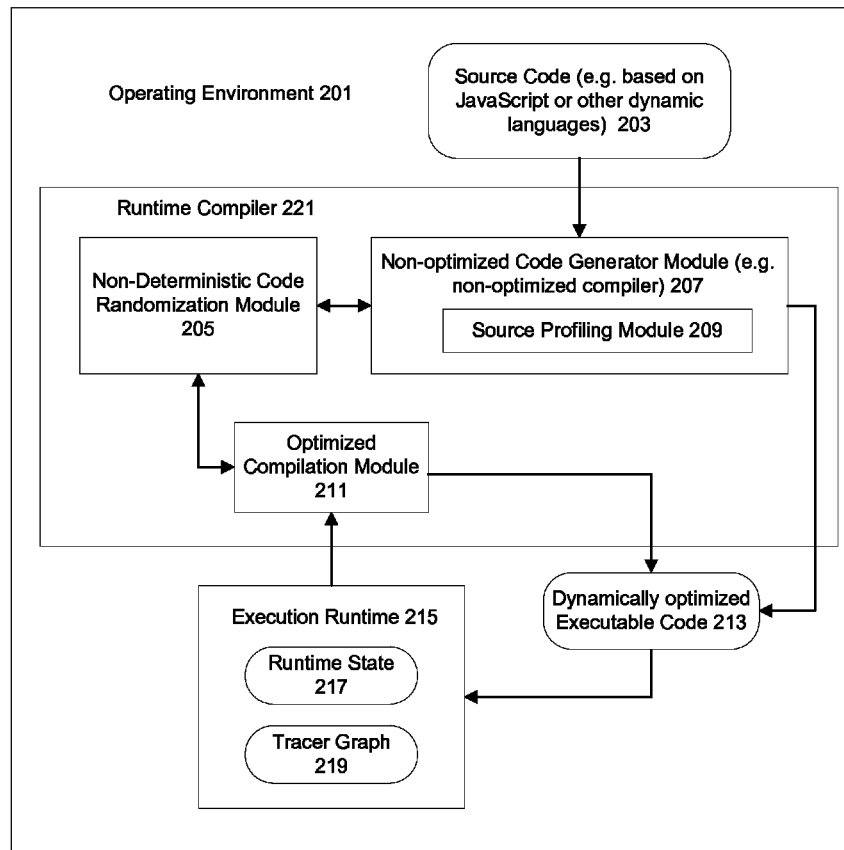 Operating Environment 201
Source Code (e.g. based on
JavaScript or other dynamic
languages) 203
Runtime Compiler 221
Non-Deterministic Code
Randomization Module
205
Non-optimized Code Generator Module (e.g.
non-optimized compiler) 207
Source Profiling Module 209
Optimized
Compilation Module
211
Execution Runtime 215
Runtime State
217
Tracer Graph
219
Dynamically optimized
Executable Code 213